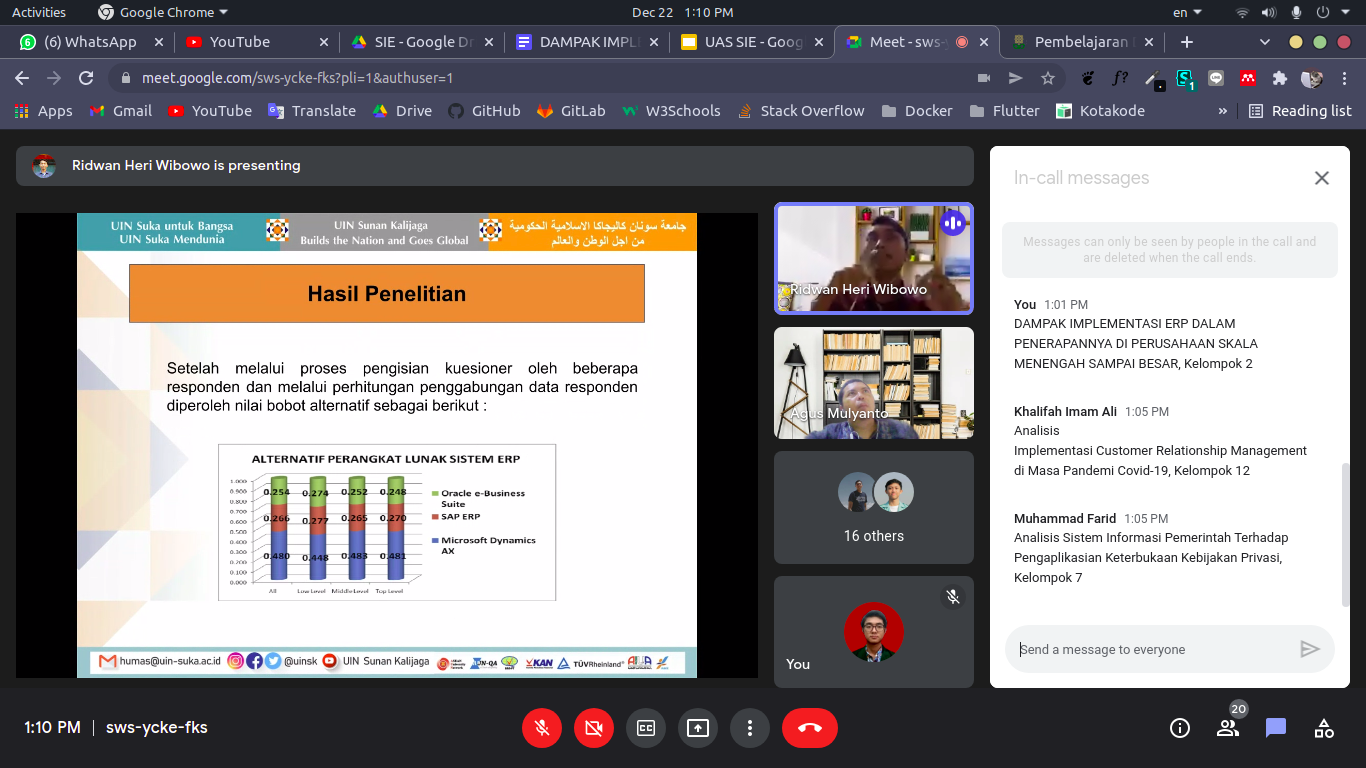 Activities
Google Chrome
Dec 22 1:10 PM
en
(6) WhatsApp
YouTube
SIE - Google Dr
DAMPAK IMPL
UAS SIE - Goog
Meet - sws-y
Pembelajaran
meet.google.com/sws-ycke-fks?pli=1&authuser=1
f?
1
Apps
Gmail
YouTube
Translate
Drive
GitHub
GitLab
W3Schools
Stack Overflow
Docker
Flutter
Kotakode
»
Reading list
Ridwan Heri Wibowo is presenting
UIN Suka untuk Bangsa
UIN Suka Mendunia
UIN Sunan Kalijaga
Builds the Nation and Goes Global
جامعة سونان كاليجاكا الاسلامية الحكومية
من اجل الوطن والعالم
Hasil Penelitian
Setelah melalui proses pengisian kuesioner oleh beberapa
responden dan melalui perhitungan penggabungan data responden
diperoleh nilai bobot alternatif sebagai berikut :
ALTERNATIF PERANGKAT LUNAK SISTEM ERP
1.000
0.900
0.800
0.700
0.600
0.500
0.400
0.300
0.200
0.100
0.000
0.254 0.274 0.252 0.248
0.266 0.277 0.265 0.270
0.480 0.448 0.483 0.481
All Low Level Middle Level Top Level
Oracle e-Business
Suite
SAP ERP
Microsoft Dynamics
AX
humas@uin-suka.ac.id
@uinsk
UIN Sunan Kalijaga
KAN
TÜVRheinland
Ridwan Heri Wibowo
Agus Mulyanto
16 others
You
In-call messages
Messages can only be seen by people in the call and
are deleted when the call ends.
You 1:01 PM
DAMPAK IMPLEMENTASI ERP DALAM
PENERAPANNYA DI PERUSAHAAN SKALA
MENENGAH SAMPAI BESAR, Kelompok 2
Khalifah Imam Ali 1:05 PM
Analisis
Implementasi Customer Relationship Management
di Masa Pandemi Covid-19, Kelompok 12
Muhammad Farid 1:05 PM
Analisis Sistem Informasi Pemerintah Terhadap
Pengaplikasian Keterbukaan Kebijakan Privasi,
Kelompok 7
Send a message to everyone
1:10 PM | sws-ycke-fks
20